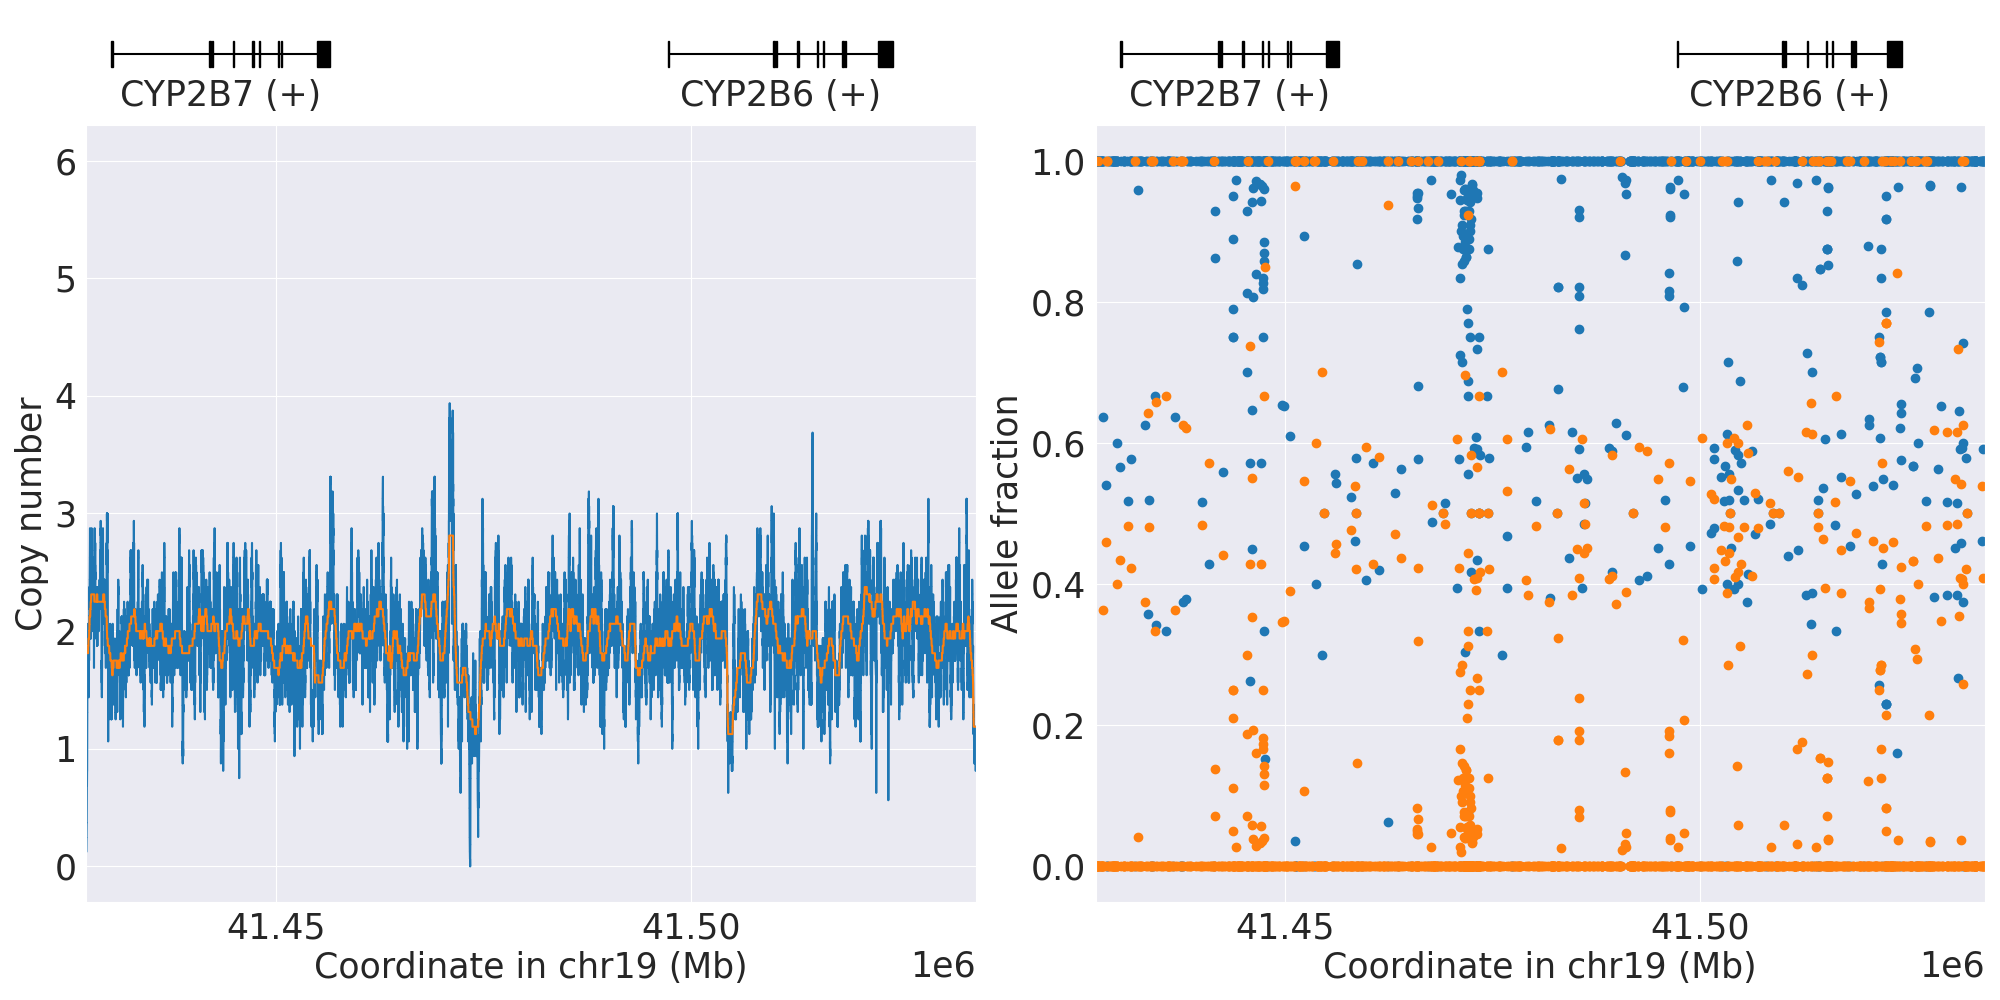 CYP2B7 (+) CYP2B6 (+)
6
5
4
3
2
1
0
Copy number
41.45 41.50
Coordinate in chr19 (Mb) 1e6
CYP2B7 (+) CYP2B6 (+)
1.0
0.8
0.6
0.4
0.2
0.0
Allele fraction
41.45 41.50
Coordinate in chr19 (Mb) 1e6